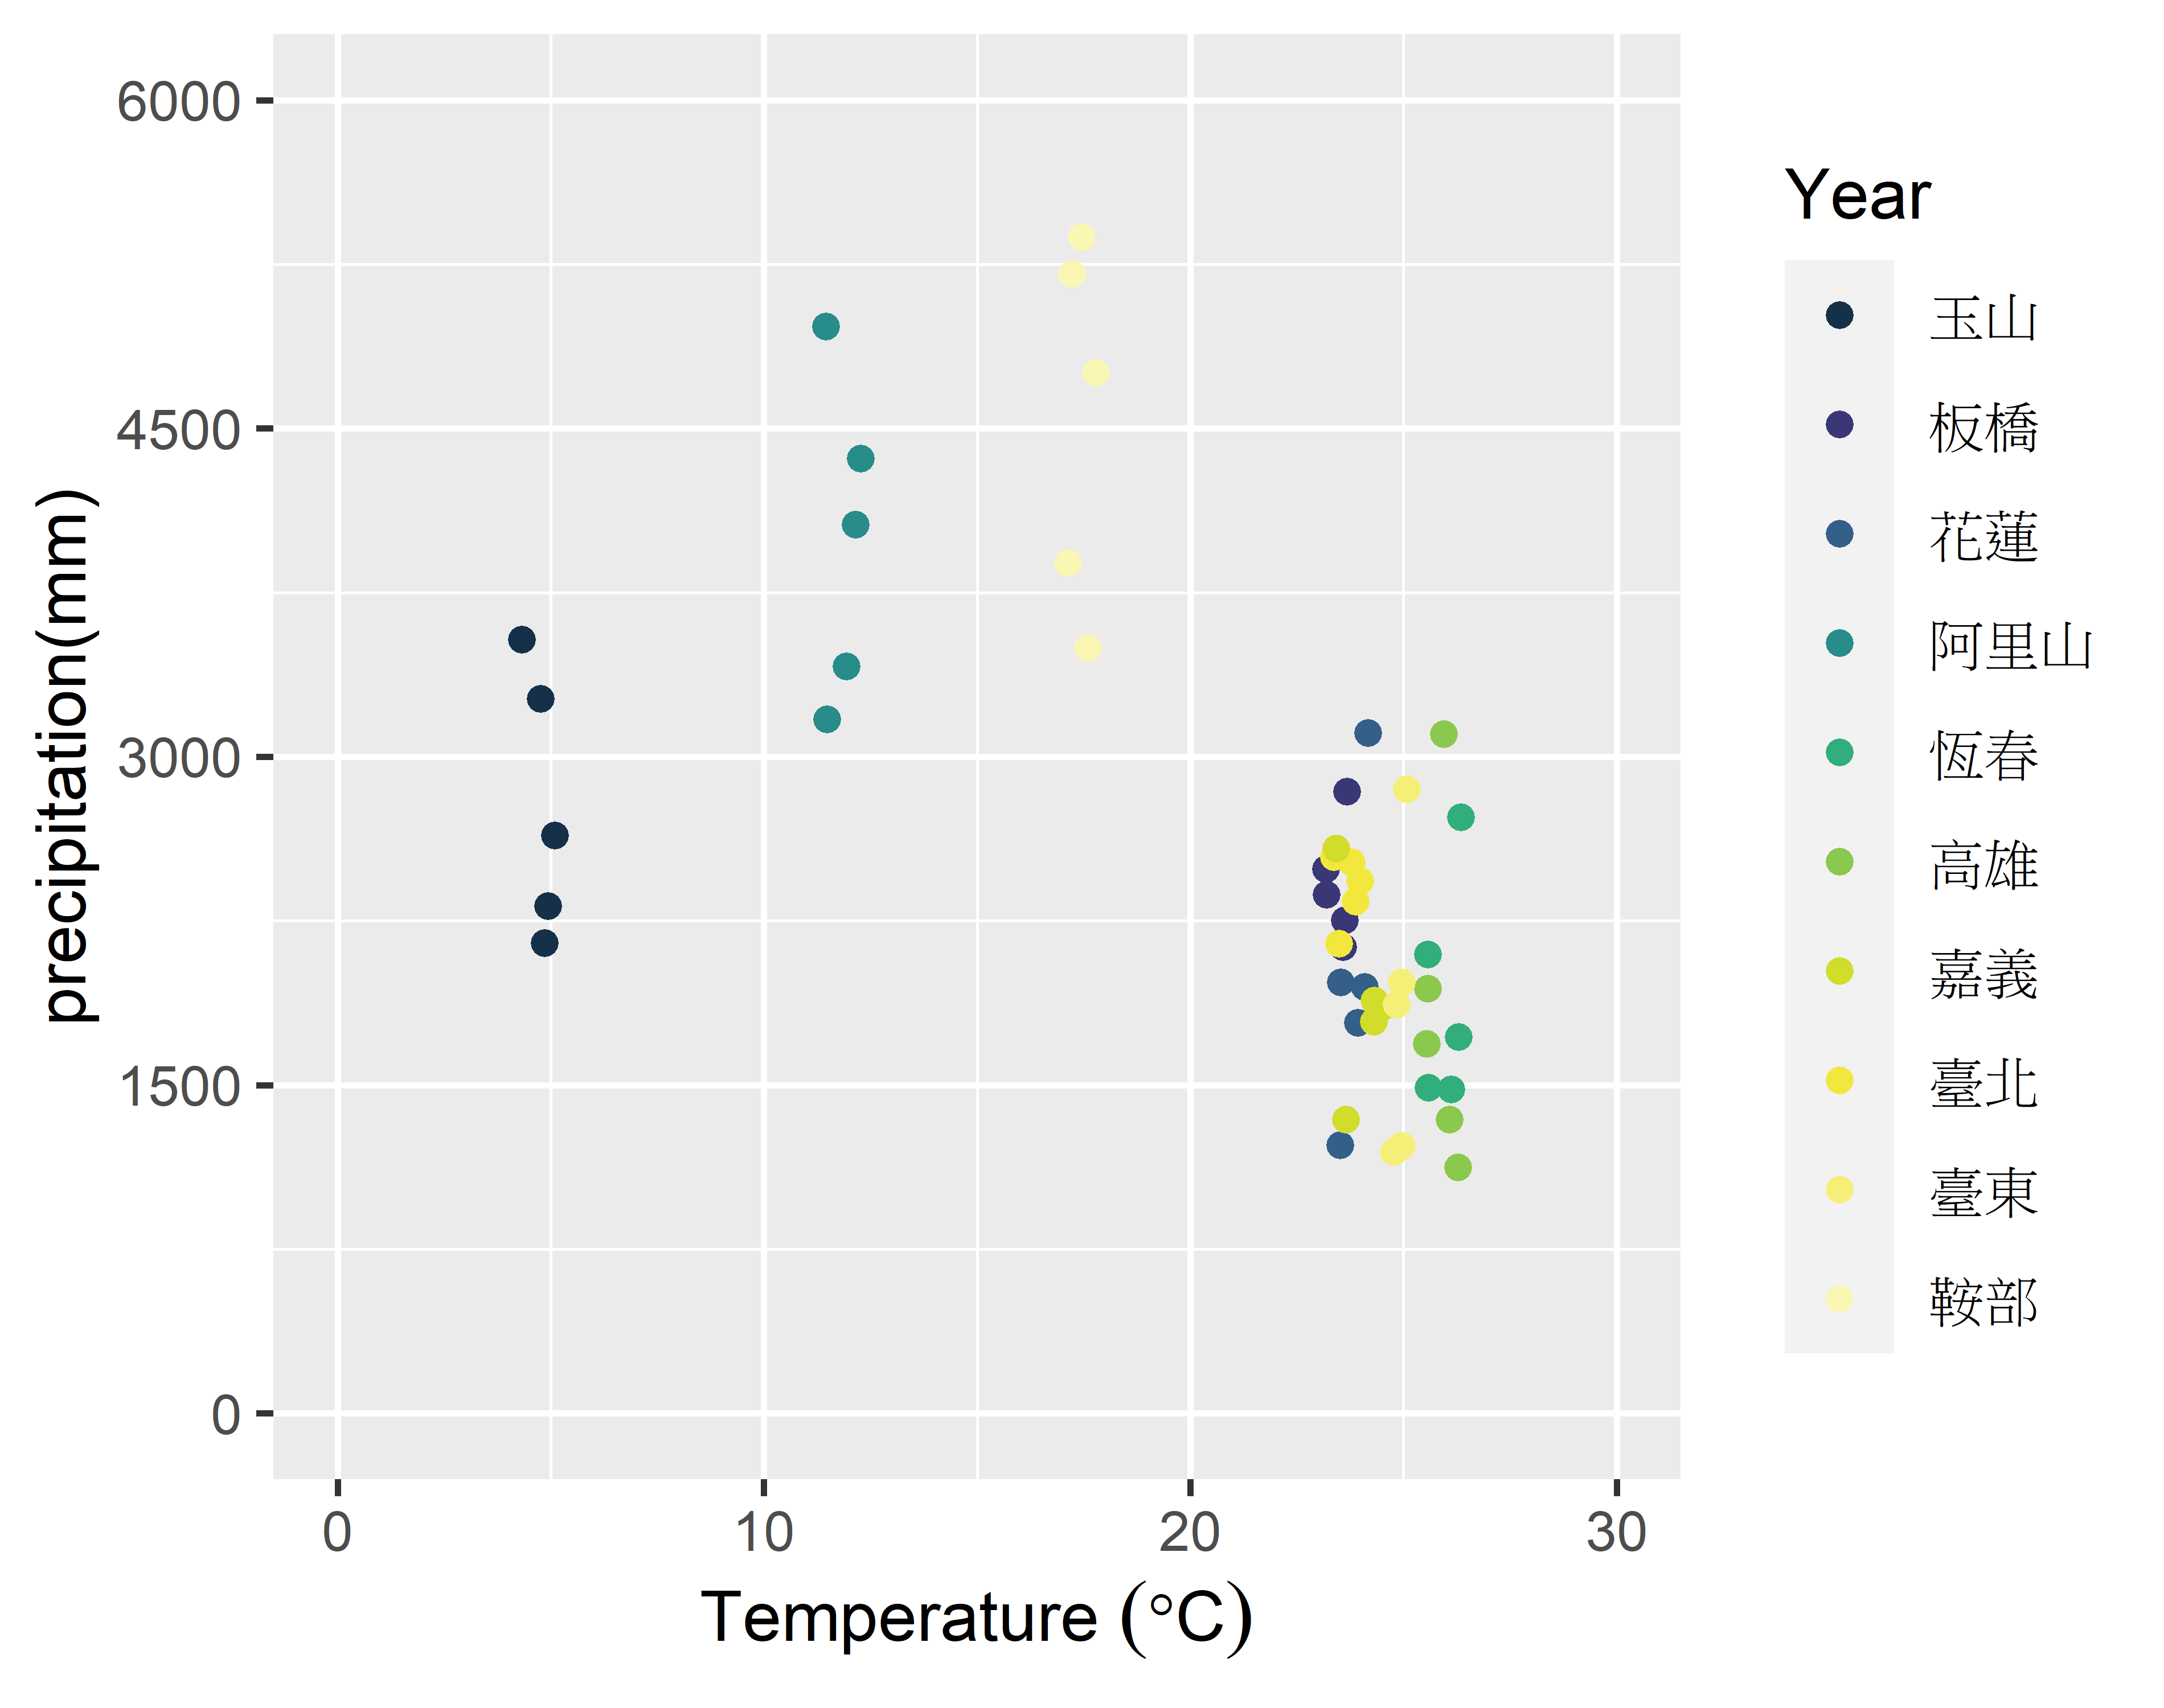 6000
4500
3000
1500
0
precipitation(mm)
0 10 20 30
Temperature (°C)
Year
玉山
板橋
花蓮
阿里山
恆春
高雄
嘉義
臺北
臺東
鞍部